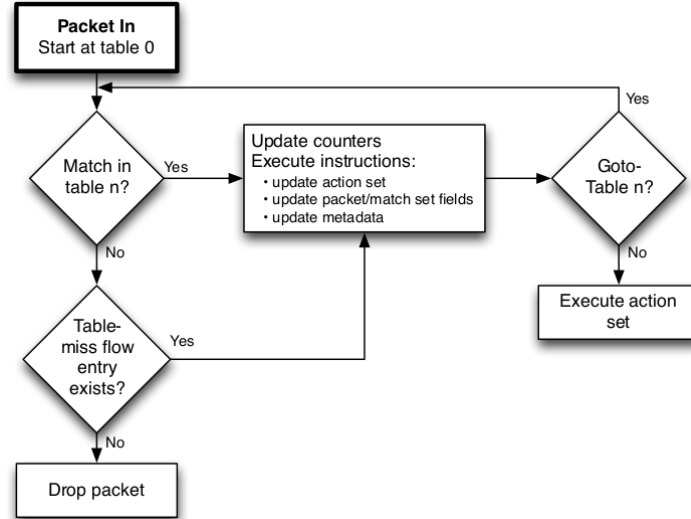 Packet In
Start at table 0
Yes
Match in
table n?
Yes
Update counters
Execute instructions:
• update action set
• update packet/match set fields
• update metadata
Goto-
Table n?
No
No
Execute action
set
Table-
miss flow
entry
exists?
Yes
No
Drop packet